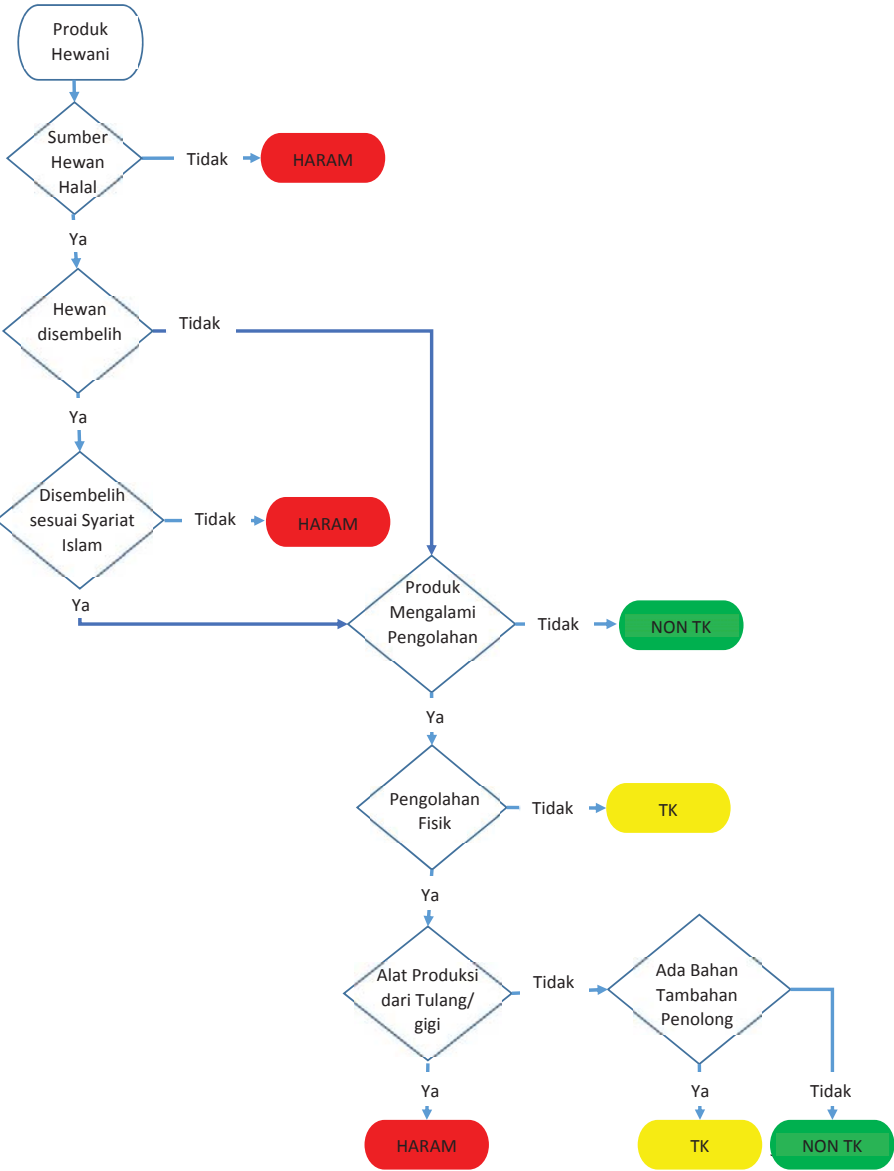 Produk
Hewani
Sumber
Hewan
Halal
Tidak
HARAM
Ya
Hewan
disembelih
Tidak
Ya
Disembelih
sesuai Syariat
Islam
Tidak
HARAM
Ya
Produk
Mengalami
Pengolahan
Tidak
NON TK
Ya
Pengolahan
Fisik
Tidak
TK
Ya
Alat Produksi
dari Tulang/
gigi
Tidak
Ada Bahan
Tambahan
Penolong
Ya
HARAM
Ya
TK
Tidak
NON TK